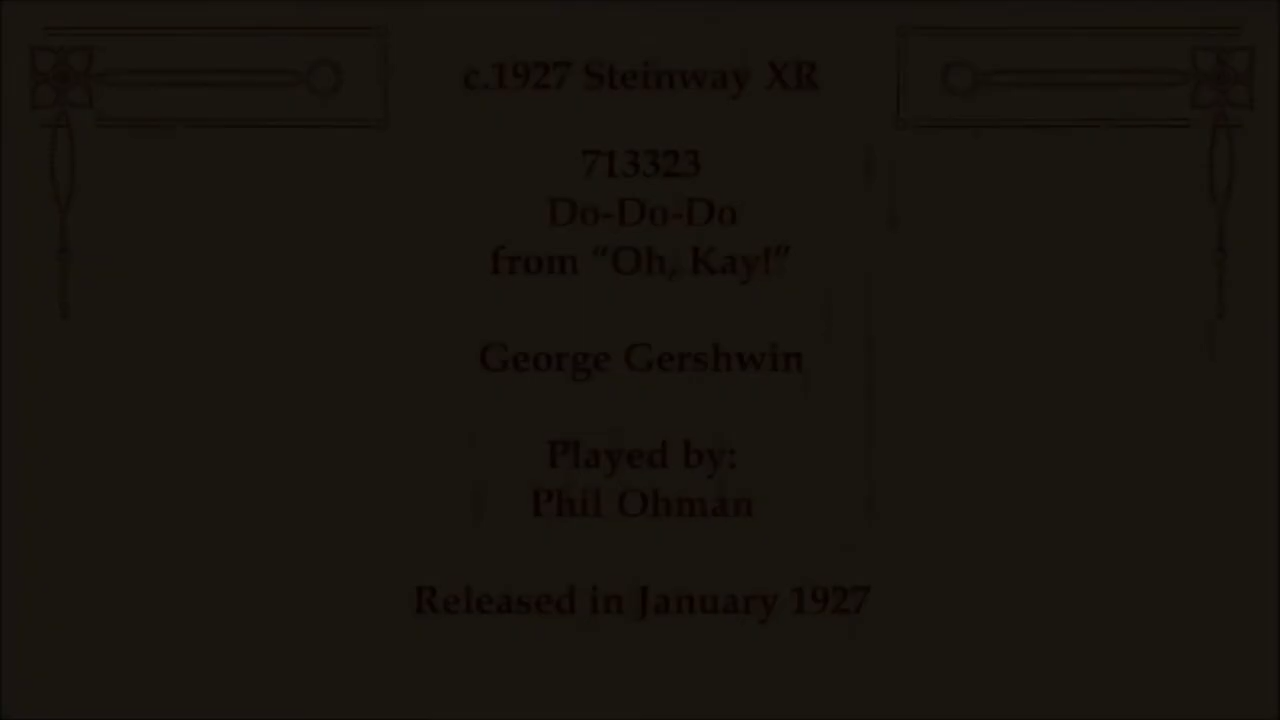 c.1927 Steinway XR
713323
Do-Do-Do
from “Oh, Kay!”
George Gershwin
Played by:
Phil Ohman
Released in January 1927